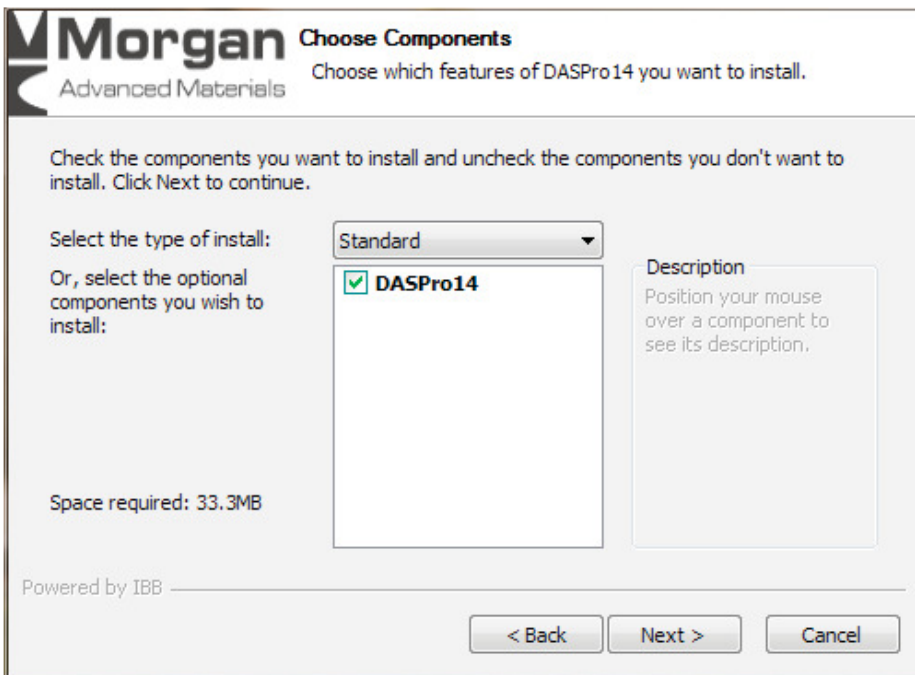 Morgan
Advanced Materials
Choose Components
Choose which features of DASPro14 you want to install.
Check the components you want to install and uncheck the components you don't want to
install. Click Next to continue.
Select the type of install:
Standard
Or, select the optional
components you wish to
install:
DASPro14
Description
Position your mouse
over a component to
see its description.
Space required: 33.3MB
Powered by IBB
< Back
Next >
Cancel